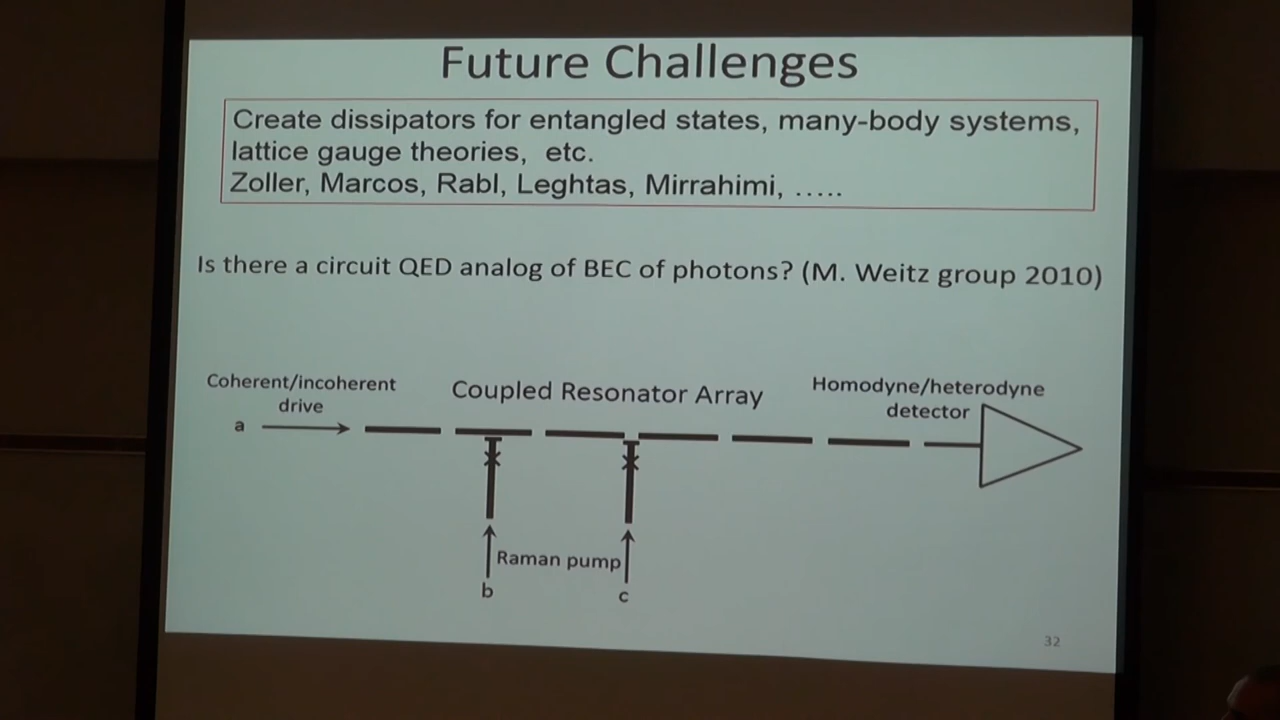 Future Challenges
Create dissipators for entangled states, many-body systems,
lattice gauge theories, etc.
Zoller, Marcos, Rabl, Leghtas, Mirrahimi, …..
Is there a circuit QED analog of BEC of photons? (M. Weitz group 2010)
Coherent/incoherent
drive
a
Coupled Resonator Array
Homodyne/heterodyne
detector
Raman pump
b
c
32